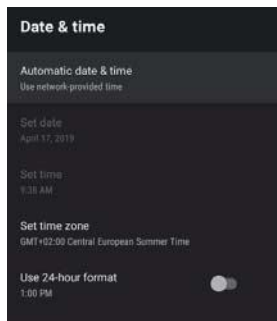 Date & time
Automatic date & time
Use network-provided time
Set date
April 17, 2019
Set time
9:38 AM
Set time zone
GMT+02:00 Central European Summer Time
Use 24-hour format
1:00 PM